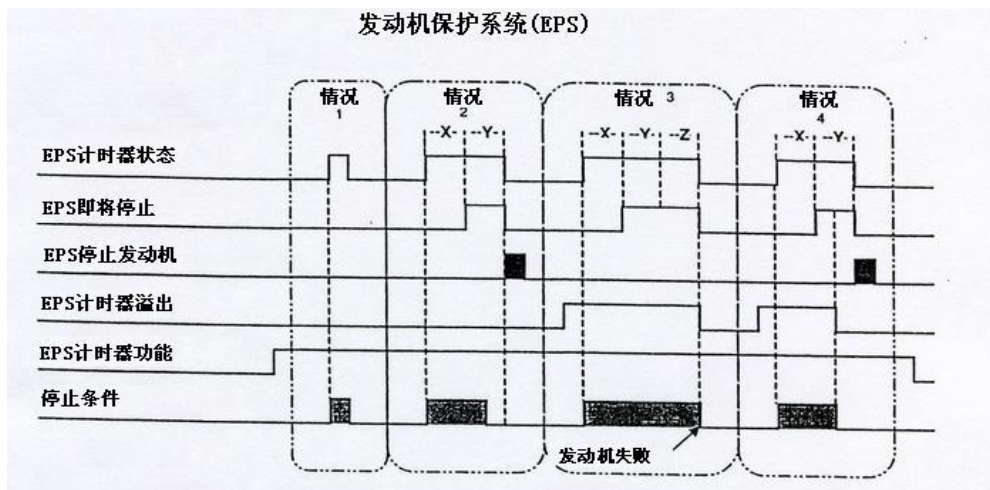 发动机保护系统(EPS)
情况 情况 情况 3 情况
1 2 4
--X- -Y- --X- --Y- --Z --X- --Y-
EPS计时器状态
EPS即将停止
EPS停止发动机
EPS计时器溢出
EPS计时器功能
停止条件
发动机失败